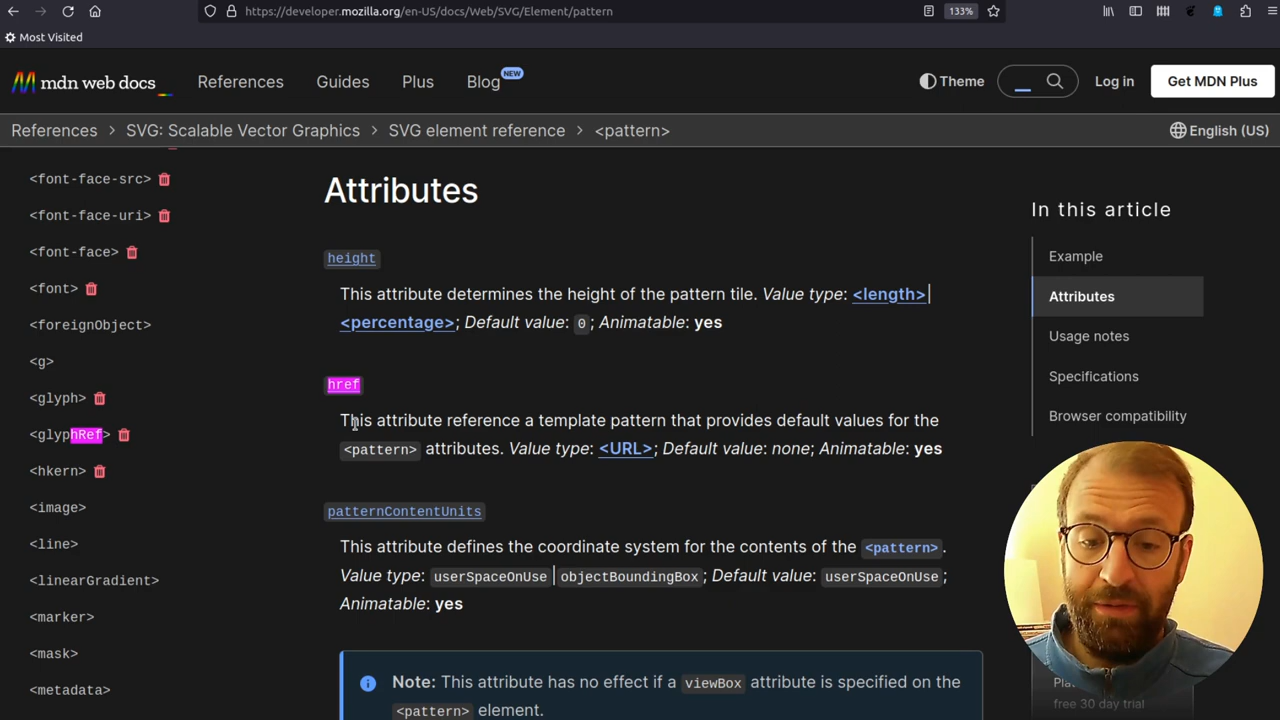 https://developer.mozilla.org/en-US/docs/Web/SVG/Element/pattern
133%
Most Visited
mdn web docs
References
Guides
Plus
Blog
NEW
Theme
Log in
Get MDN Plus
References > SVG: Scalable Vector Graphics > SVG element reference > <pattern>
English (US)
<font-face-src>
<font-face-uri>
<font-face>
<font>
<foreignObject>
<g>
<glyph>
<glyphRef>
<hkern>
<image>
<line>
<linearGradient>
<marker>
<mask>
<metadata>
Attributes
height
This attribute determines the height of the pattern tile. Value type: <length>|
<percentage>; Default value: 0; Animatable: yes
href
This attribute reference a template pattern that provides default values for the
<pattern> attributes. Value type: <URL>; Default value: none; Animatable: yes
patternContentUnits
This attribute defines the coordinate system for the contents of the <pattern>.
Value type: userSpaceOnUse | objectBoundingBox; Default value: userSpaceOnUse;
Animatable: yes
Note: This attribute has no effect if a viewBox attribute is specified on the
<pattern> element.
In this article
Example
Attributes
Usage notes
Specifications
Browser compatibility
free 30 day trial